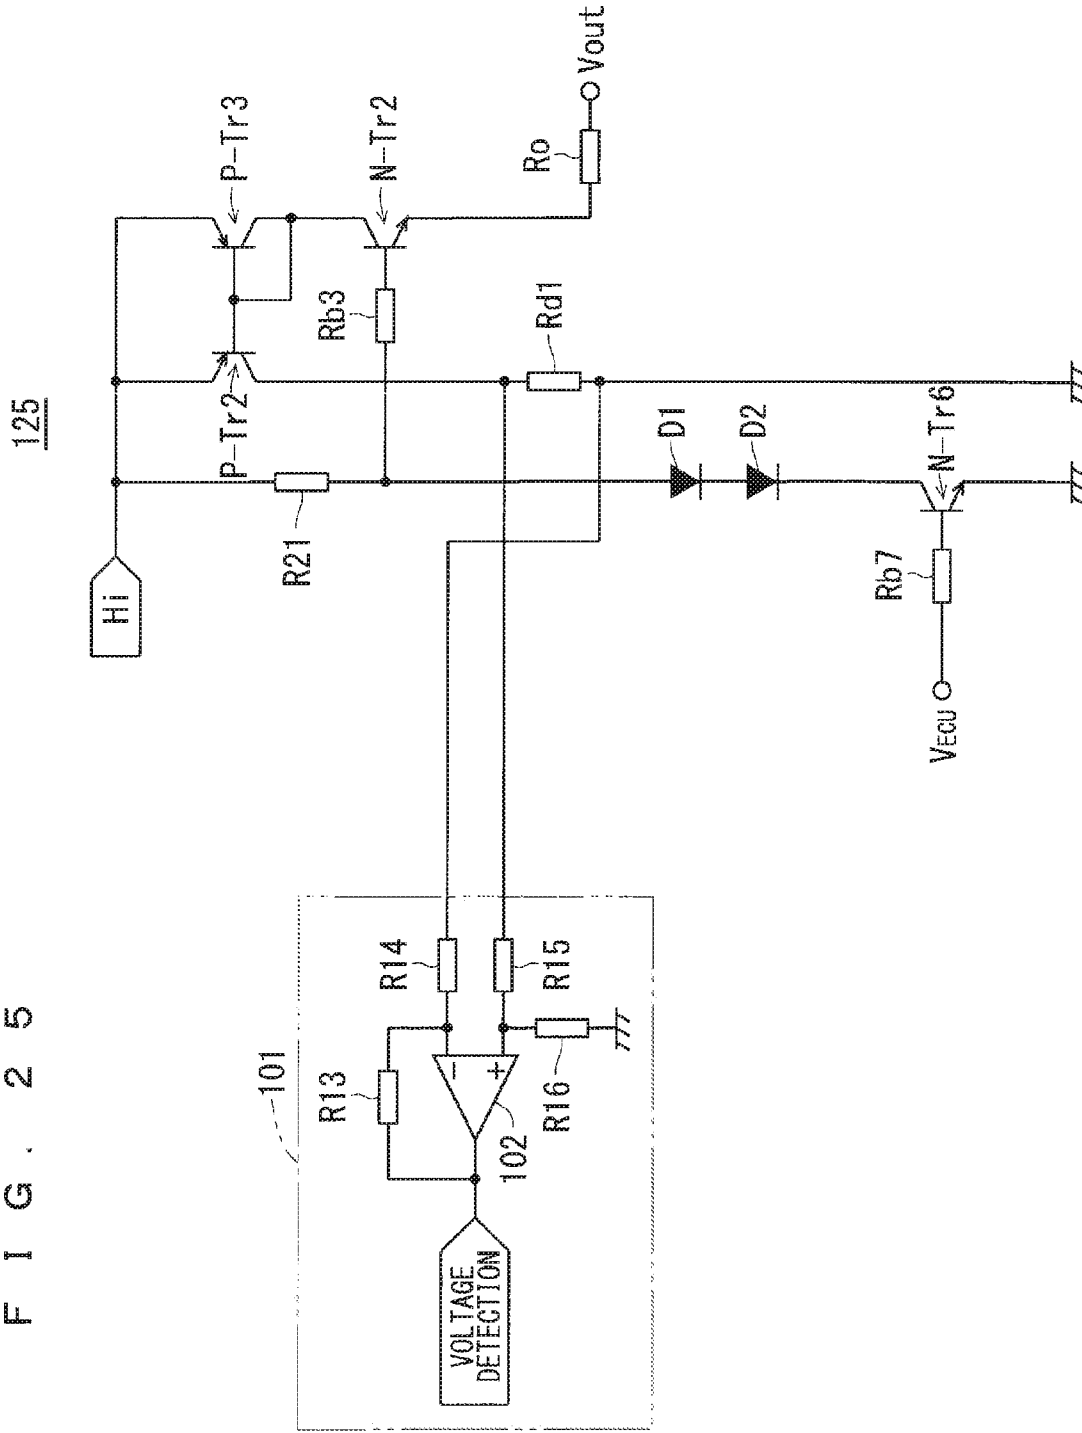 FIG. 25
125
Hi
P-Tr2
P-Tr3
R21
Rb3
N-Tr2
Ro
Vout
Rd1
D1
D2
N-Tr6
Rb7
VECU
101
R13
R14
R15
R16
102
-
+
VOLTAGE
DETECTION